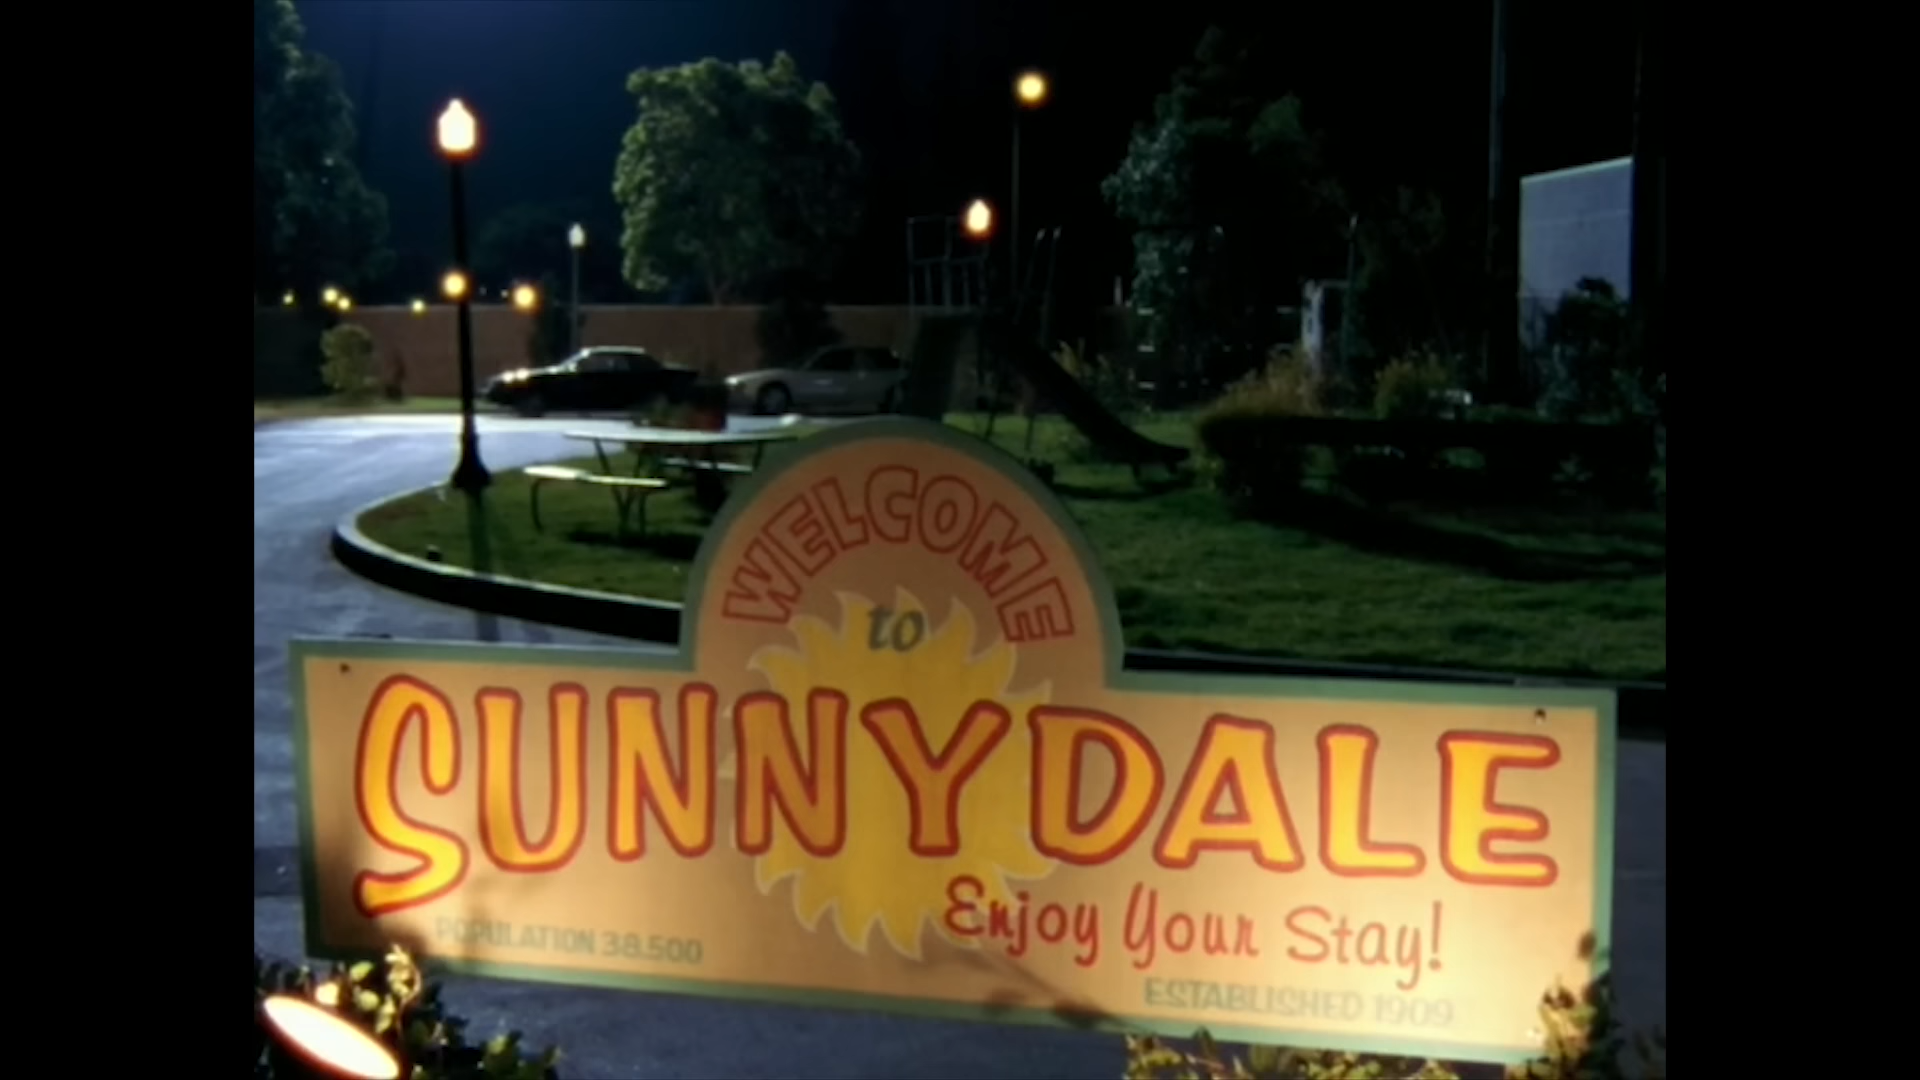 WELCOME
to
SUNNYDALE
Enjoy Your Stay!
POPULATION 38.500
ESTABLISHED 1909